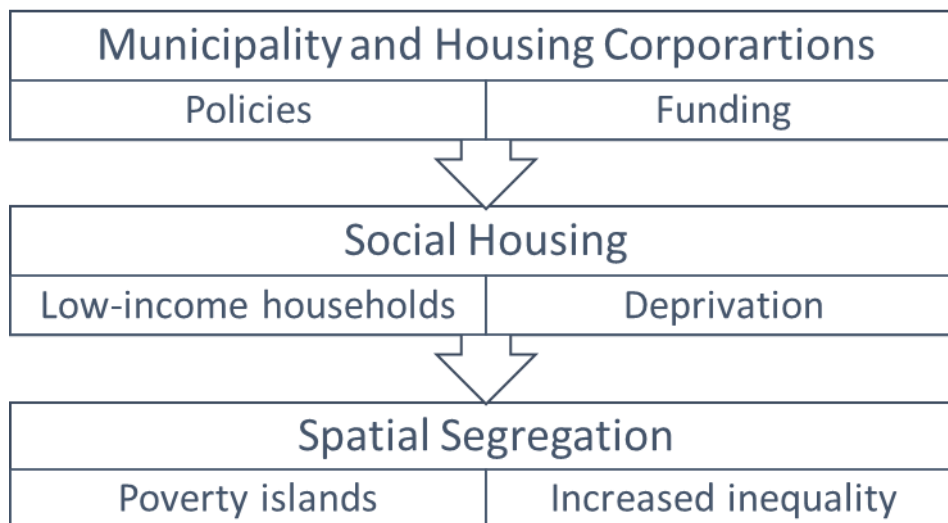 Municipality and Housing Corporartions
Policies
Funding
Social Housing
Low-income households
Deprivation
Spatial Segregation
Poverty islands
Increased inequality